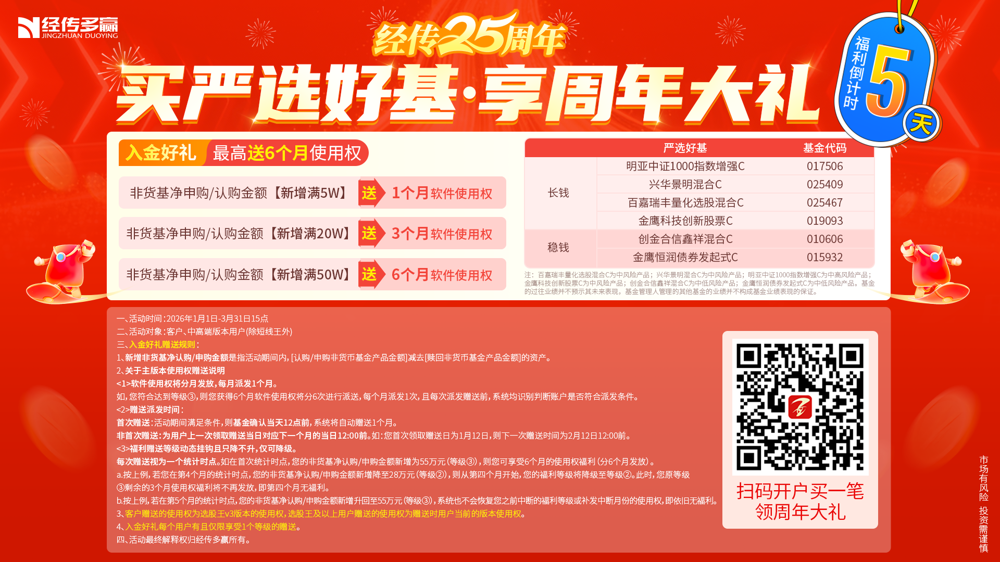 经传多赢
JINGZHUAN DUOYING
经传25周年
买严选好基·享周年大礼
福利倒计时
5
天
入金好礼 最高送6个月使用权
非货基净申购/认购金额【新增满5W】 送 1个月软件使用权
非货基净申购/认购金额【新增满20W】 送 3个月软件使用权
非货基净申购/认购金额【新增满50W】 送 6个月软件使用权
严选好基 基金代码
长钱
明亚中证1000指数增强C 017506
兴华景明混合C 025409
百嘉瑞丰量化选股混合C 025467
金鹰科技创新股票C 019093
稳钱
创金合信鑫祥混合C 010606
金鹰恒润债券发起式C 015932
注：百嘉瑞丰量化选股混合C为中风险产品；兴华景明混合C为中风险产品；明亚中证1000指数增强C为中高风险产品；
金鹰科技创新股票C为中风险产品；创金合信鑫祥混合C为中低风险产品；金鹰恒润债券发起式C为中低风险产品。基金
的过往业绩并不预示其未来表现，基金管理人管理的其他基金的业绩并不构成基金业绩表现的保证。
一、活动时间：2026年1月1日-3月31日15点
二、活动对象：客户、中高端版本用户(除短线王外)
三、入金好礼赠送规则：
1、新增非货基净认购/申购金额是指活动期间内，[认购/申购非货币基金产品金额]减去[赎回非货币基金产品金额]的资产。
2、关于主版本使用权赠送说明
<1>软件使用权将分月发放，每月派发1个月。
如，您符合达到等级③，则您获得6个月软件使用权将分6次进行派送，每个月派发1次，且每次派发赠送前，系统均识别判断账户是否符合派发条件。
<2>赠送派发时间：
首次赠送：活动期间满足条件，则基金确认当天12点前，系统将自动赠送1个月。
非首次赠送：为用户上一次领取赠送当日对应下一个月的当日12:00前。如：您首次领取赠送日为1月12日，则下一次赠送时间为2月12日12:00前。
<3>福利赠送等级动态挂钩且只降不升，仅可降级。
每次赠送视为一个统计时点。如在首次统计时点，您的非货基净认购/申购金额新增为55万元（等级③），则您可享受6个月的使用权福利（分6个月发放）。
a.按上例，若您在第4个月的统计时点，您的非货基净认购/申购金额新增降至28万元（等级②），则从第四个月开始，您的福利等级将降级至等级②。此时，您原等级
③剩余的3个月使用权福利将不再发放，即第四个月无福利。
b.按上例，若在第5个月的统计时点，您的非货基净认购/申购金额新增升回至55万元（等级③），系统也不会恢复您之前中断的福利等级或补发中断月份的使用权，即依旧无福利。
3、客户赠送的使用权为选股王v3版本的使用权，选股王及以上用户赠送的使用权为赠送时用户当前的版本使用权。
4、入金好礼每个用户有且仅限享受1个等级的赠送。
四、活动最终解释权归经传多赢所有。
扫码开户买一笔
领周年大礼
市场有风险 投资需谨慎